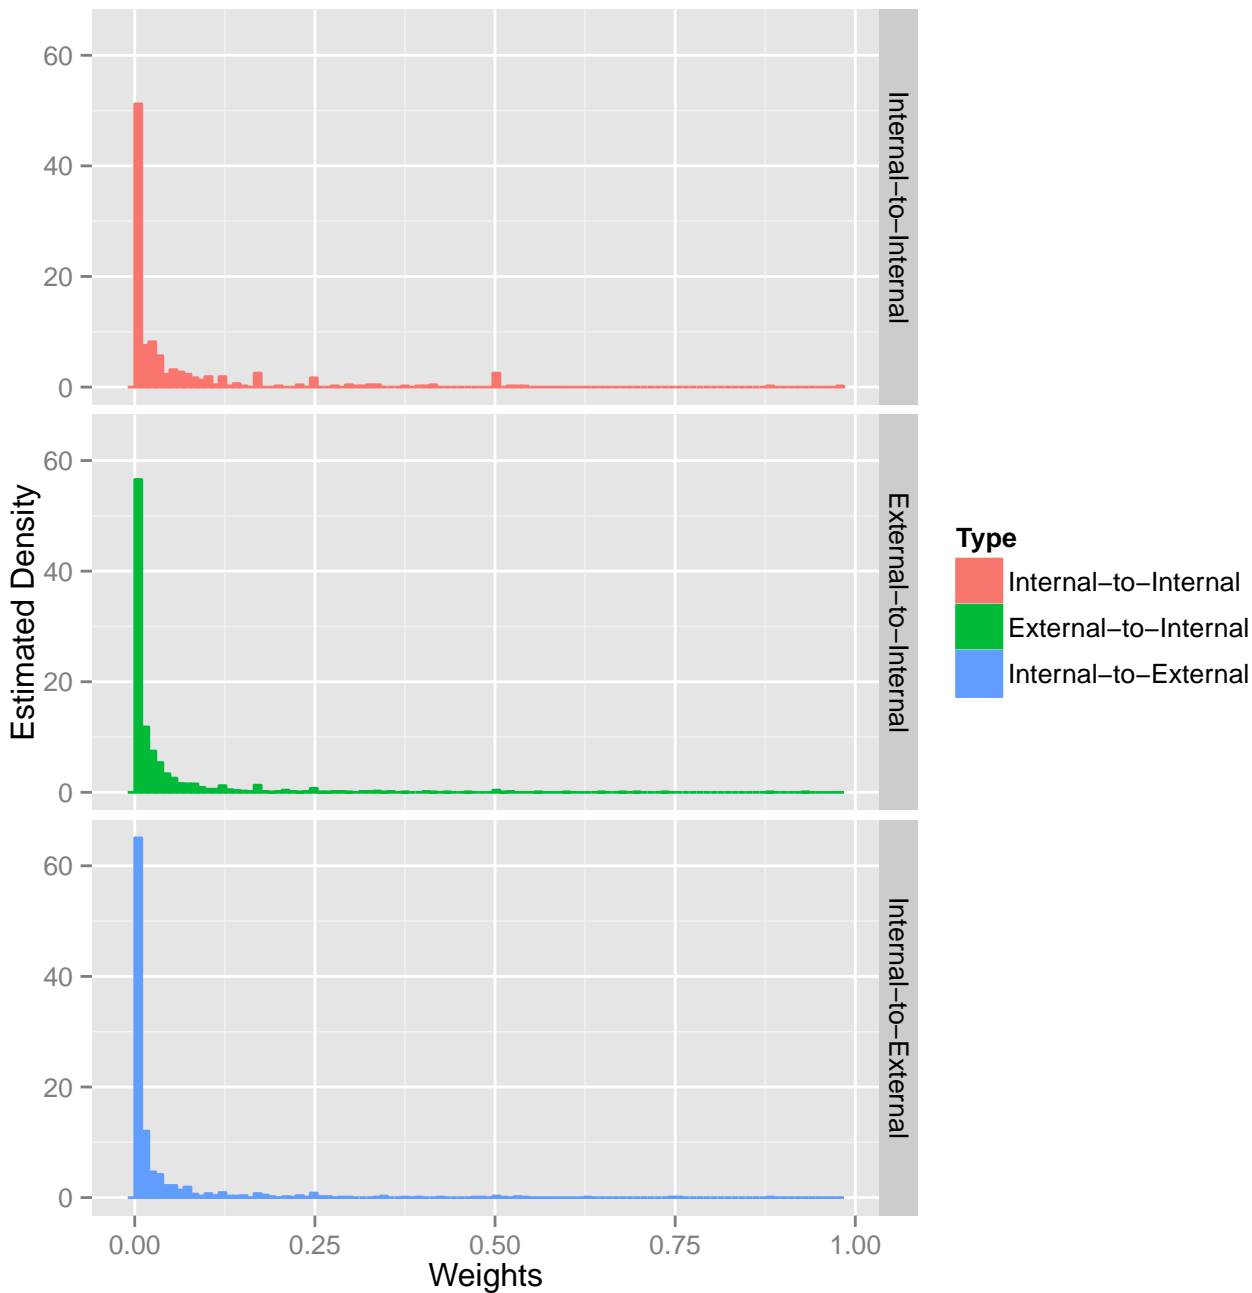 Estimated Density
60
40
20
0
Internal−to−Internal
60
40
20
0
External−to−Internal
60
40
20
0
Internal−to−External
0.00 0.25 0.50 0.75 1.00
Weights
Type
Internal−to−Internal
External−to−Internal
Internal−to−External